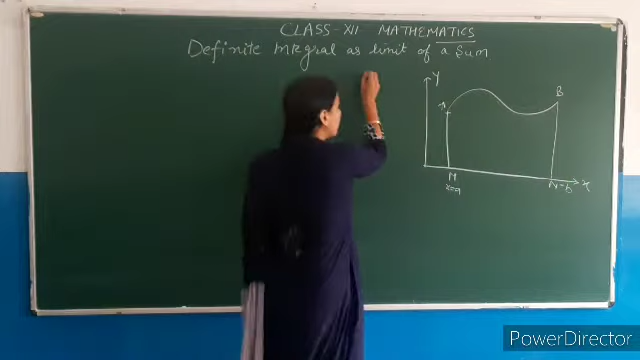 CLASS-XII MATHEMATICS
Definite Integral as limit of a Sum
Y
B
M
x=a
N=b
x
PowerDirector